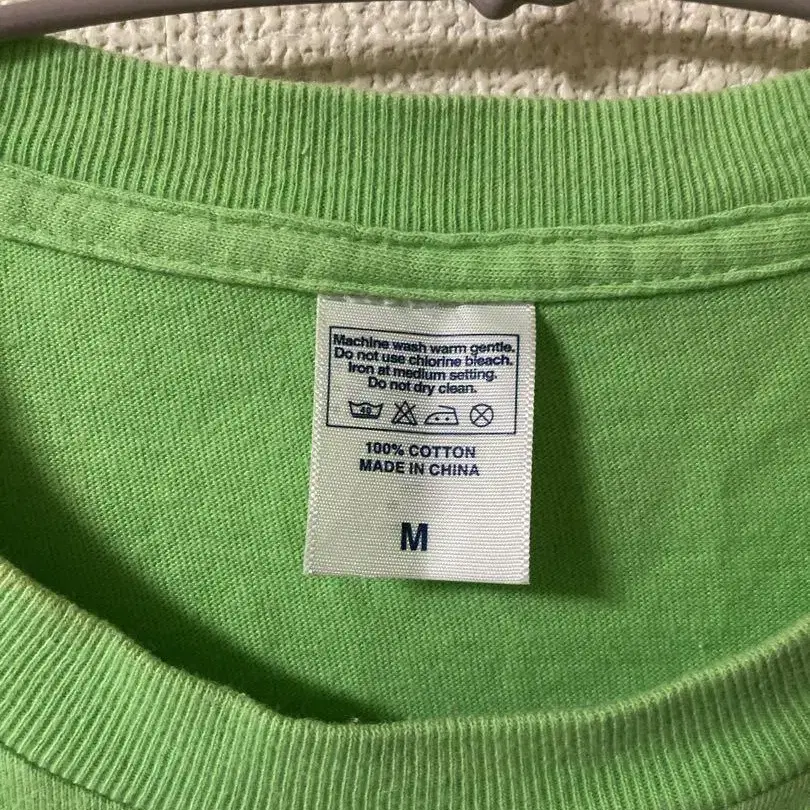 Machine wash warm gentle.
Do not use chlorine bleach.
Iron at medium setting.
Do not dry clean.
40
100% COTTON
MADE IN CHINA
M